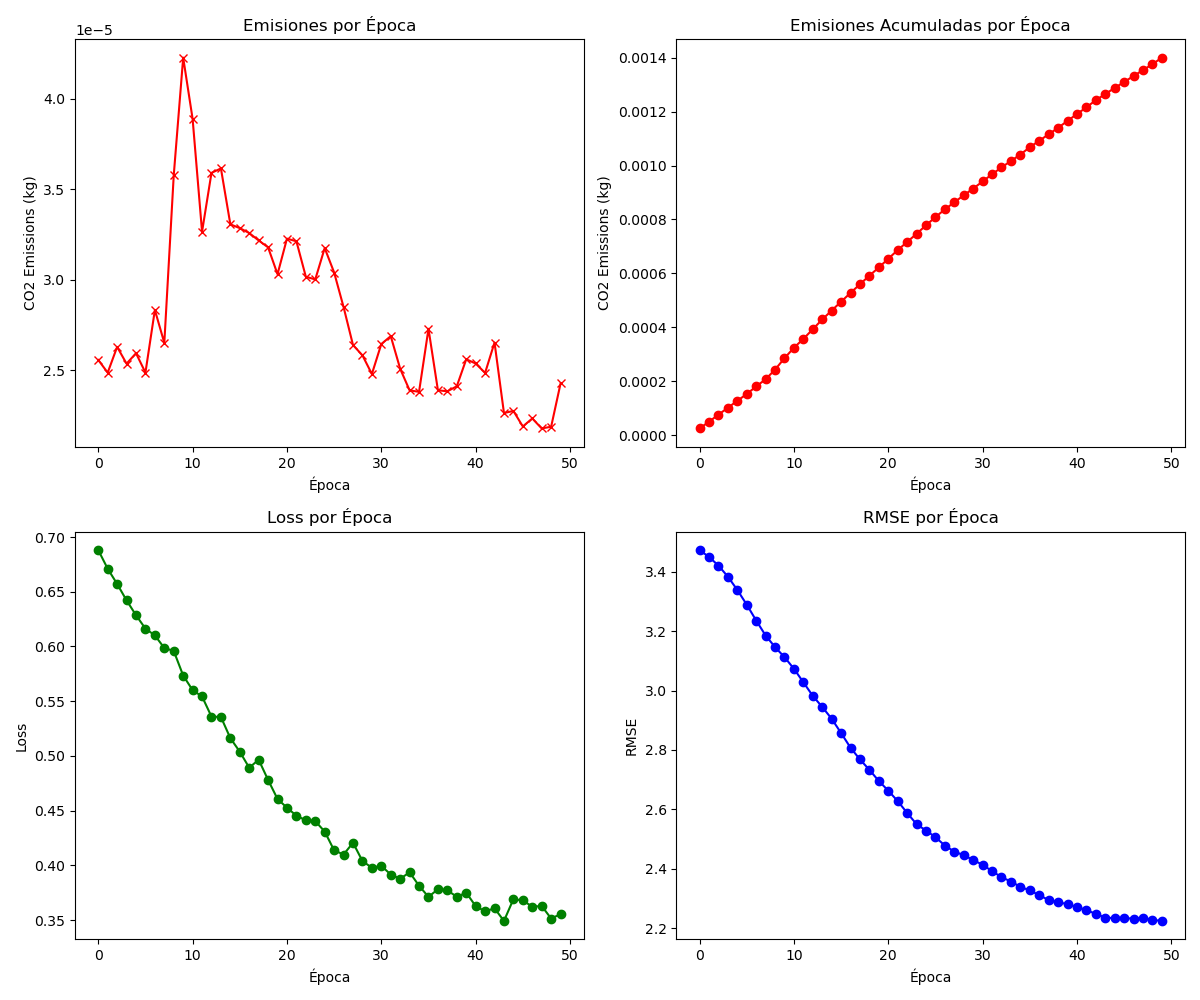 Emisiones por Época
1e−5
CO2 Emissions (kg)
4.0
3.5
3.0
2.5
0 10 20 30 40 50
Época
Emisiones Acumuladas por Época
CO2 Emissions (kg)
0.0014
0.0012
0.0010
0.0008
0.0006
0.0004
0.0002
0.0000
0 10 20 30 40 50
Época
Loss por Época
Loss
0.70
0.65
0.60
0.55
0.50
0.45
0.40
0.35
0 10 20 30 40 50
Época
RMSE por Época
RMSE
3.4
3.2
3.0
2.8
2.6
2.4
2.2
0 10 20 30 40 50
Época